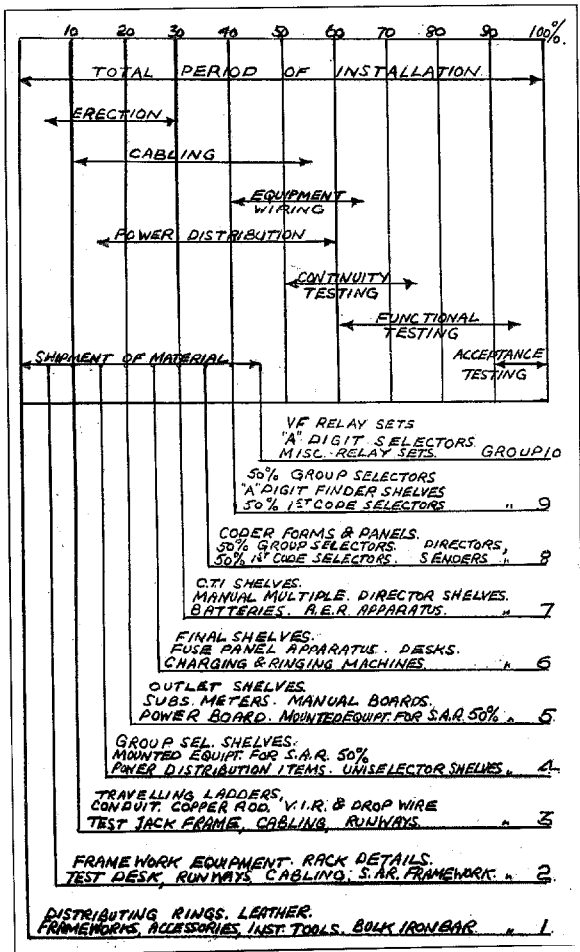 10 20 30 40 50 60 70 80 90 100%
TOTAL PERIOD OF INSTALLATION
ERECTION
CABLING
EQUIPMENT
WIRING
POWER DISTRIBUTION
CONTINUITY
TESTING
FUNCTIONAL
TESTING
SHIPMENT OF MATERIAL
ACCEPTANCE
TESTING
VF RELAY SETS
"A" DIGIT SELECTORS
MISC. RELAY SETS. GROUP 10
50% GROUP SELECTORS
"A" DIGIT FINDER SHELVES
50% 1ST CODE SELECTORS " 9
CODER FORMS & PANELS.
50% GROUP SELECTORS. DIRECTORS,
50% 1ST CODE SELECTORS. SENDERS " 8
C.T.I SHELVES.
MANUAL MULTIPLE. DIRECTOR SHELVES.
BATTERIES. A.E.R. APPARATUS. " 7
FINAL SHELVES.
FUSE PANEL APPARATUS. DESKS.
CHARGING & RINGING MACHINES. " 6
OUTLET SHELVES.
SUBS. METERS. MANUAL BOARDS.
POWER BOARD. MOUNTED EQUIPT. FOR S.A.R. 50% " 5
GROUP SEL. SHELVES.
MOUNTED EQUIPT. FOR S.A.R. 50%
POWER DISTRIBUTION ITEMS. UNISELECTOR SHELVES " 4
TRAVELLING LADDERS,
CONDUIT. COPPER ROD. V.I.R. & DROP WIRE
TEST JACK FRAME, CABLING, RUNWAYS. " 3
FRAMEWORK EQUIPMENT. RACK DETAILS.
TEST DESK, RUNWAYS, CABLING. S.A.R. FRAMEWORK. " 2
DISTRIBUTING RINGS. LEATHER.
FRAMEWORKS, ACCESSORIES, INST. TOOLS. BULK IRON BAR " 1